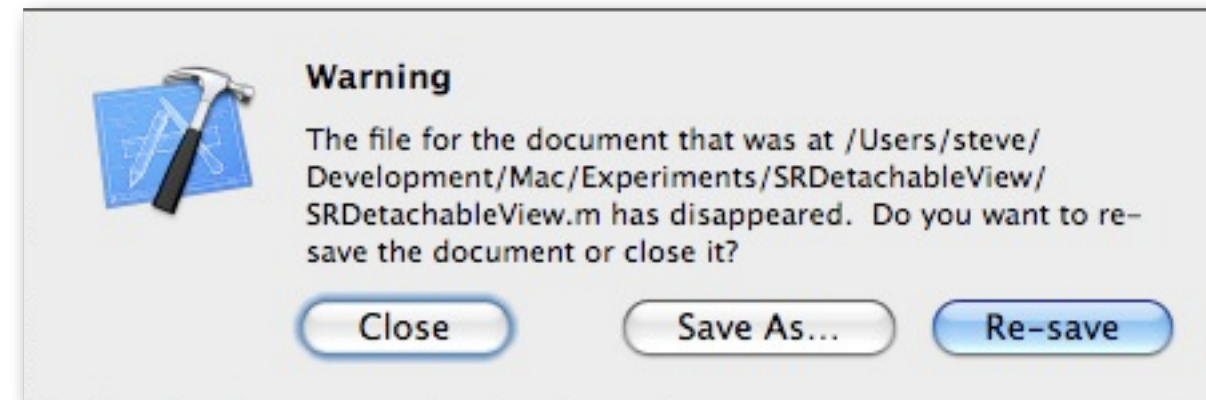 Warning
The file for the document that was at /Users/steve/
Development/Mac/Experiments/SRDetachableView/
SRDetachableView.m has disappeared.  Do you want to re-
save the document or close it?
Close
Save As...
Re-save